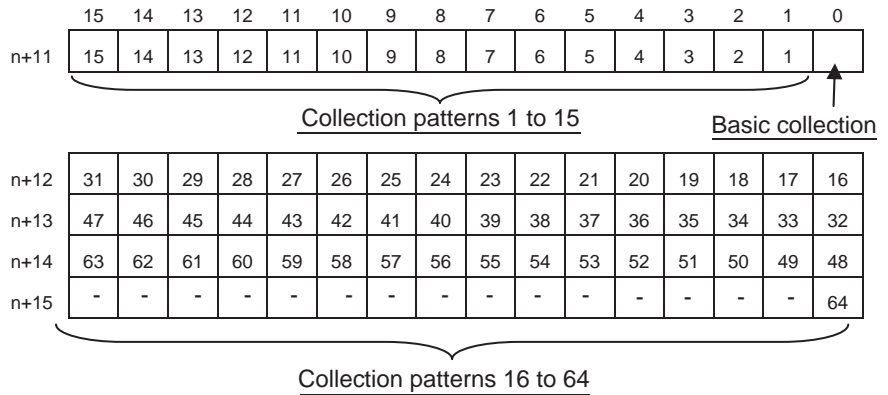 15 14 13 12 11 10 9 8 7 6 5 4 3 2 1 0
n+11 15 14 13 12 11 10 9 8 7 6 5 4 3 2 1
Collection patterns 1 to 15
Basic collection
n+12 31 30 29 28 27 26 25 24 23 22 21 20 19 18 17 16
n+13 47 46 45 44 43 42 41 40 39 38 37 36 35 34 33 32
n+14 63 62 61 60 59 58 57 56 55 54 53 52 51 50 49 48
n+15 - - - - - - - - - - - - - - - 64
Collection patterns 16 to 64